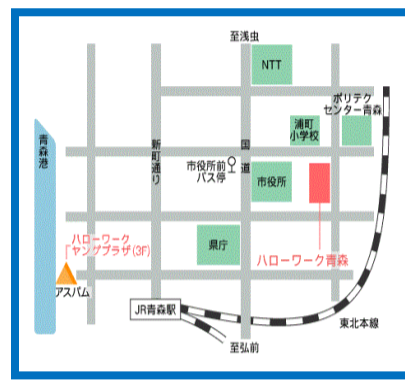 至浅虫
NTT
ポリテク
センター青森
浦町
小学校
青森港
新町通り
国道
市役所前
バス停
市役所
ハローワーク青森
県庁
ハローワーク
ヤングプラザ(3F)
アスパム
JR青森駅
東北本線
至弘前